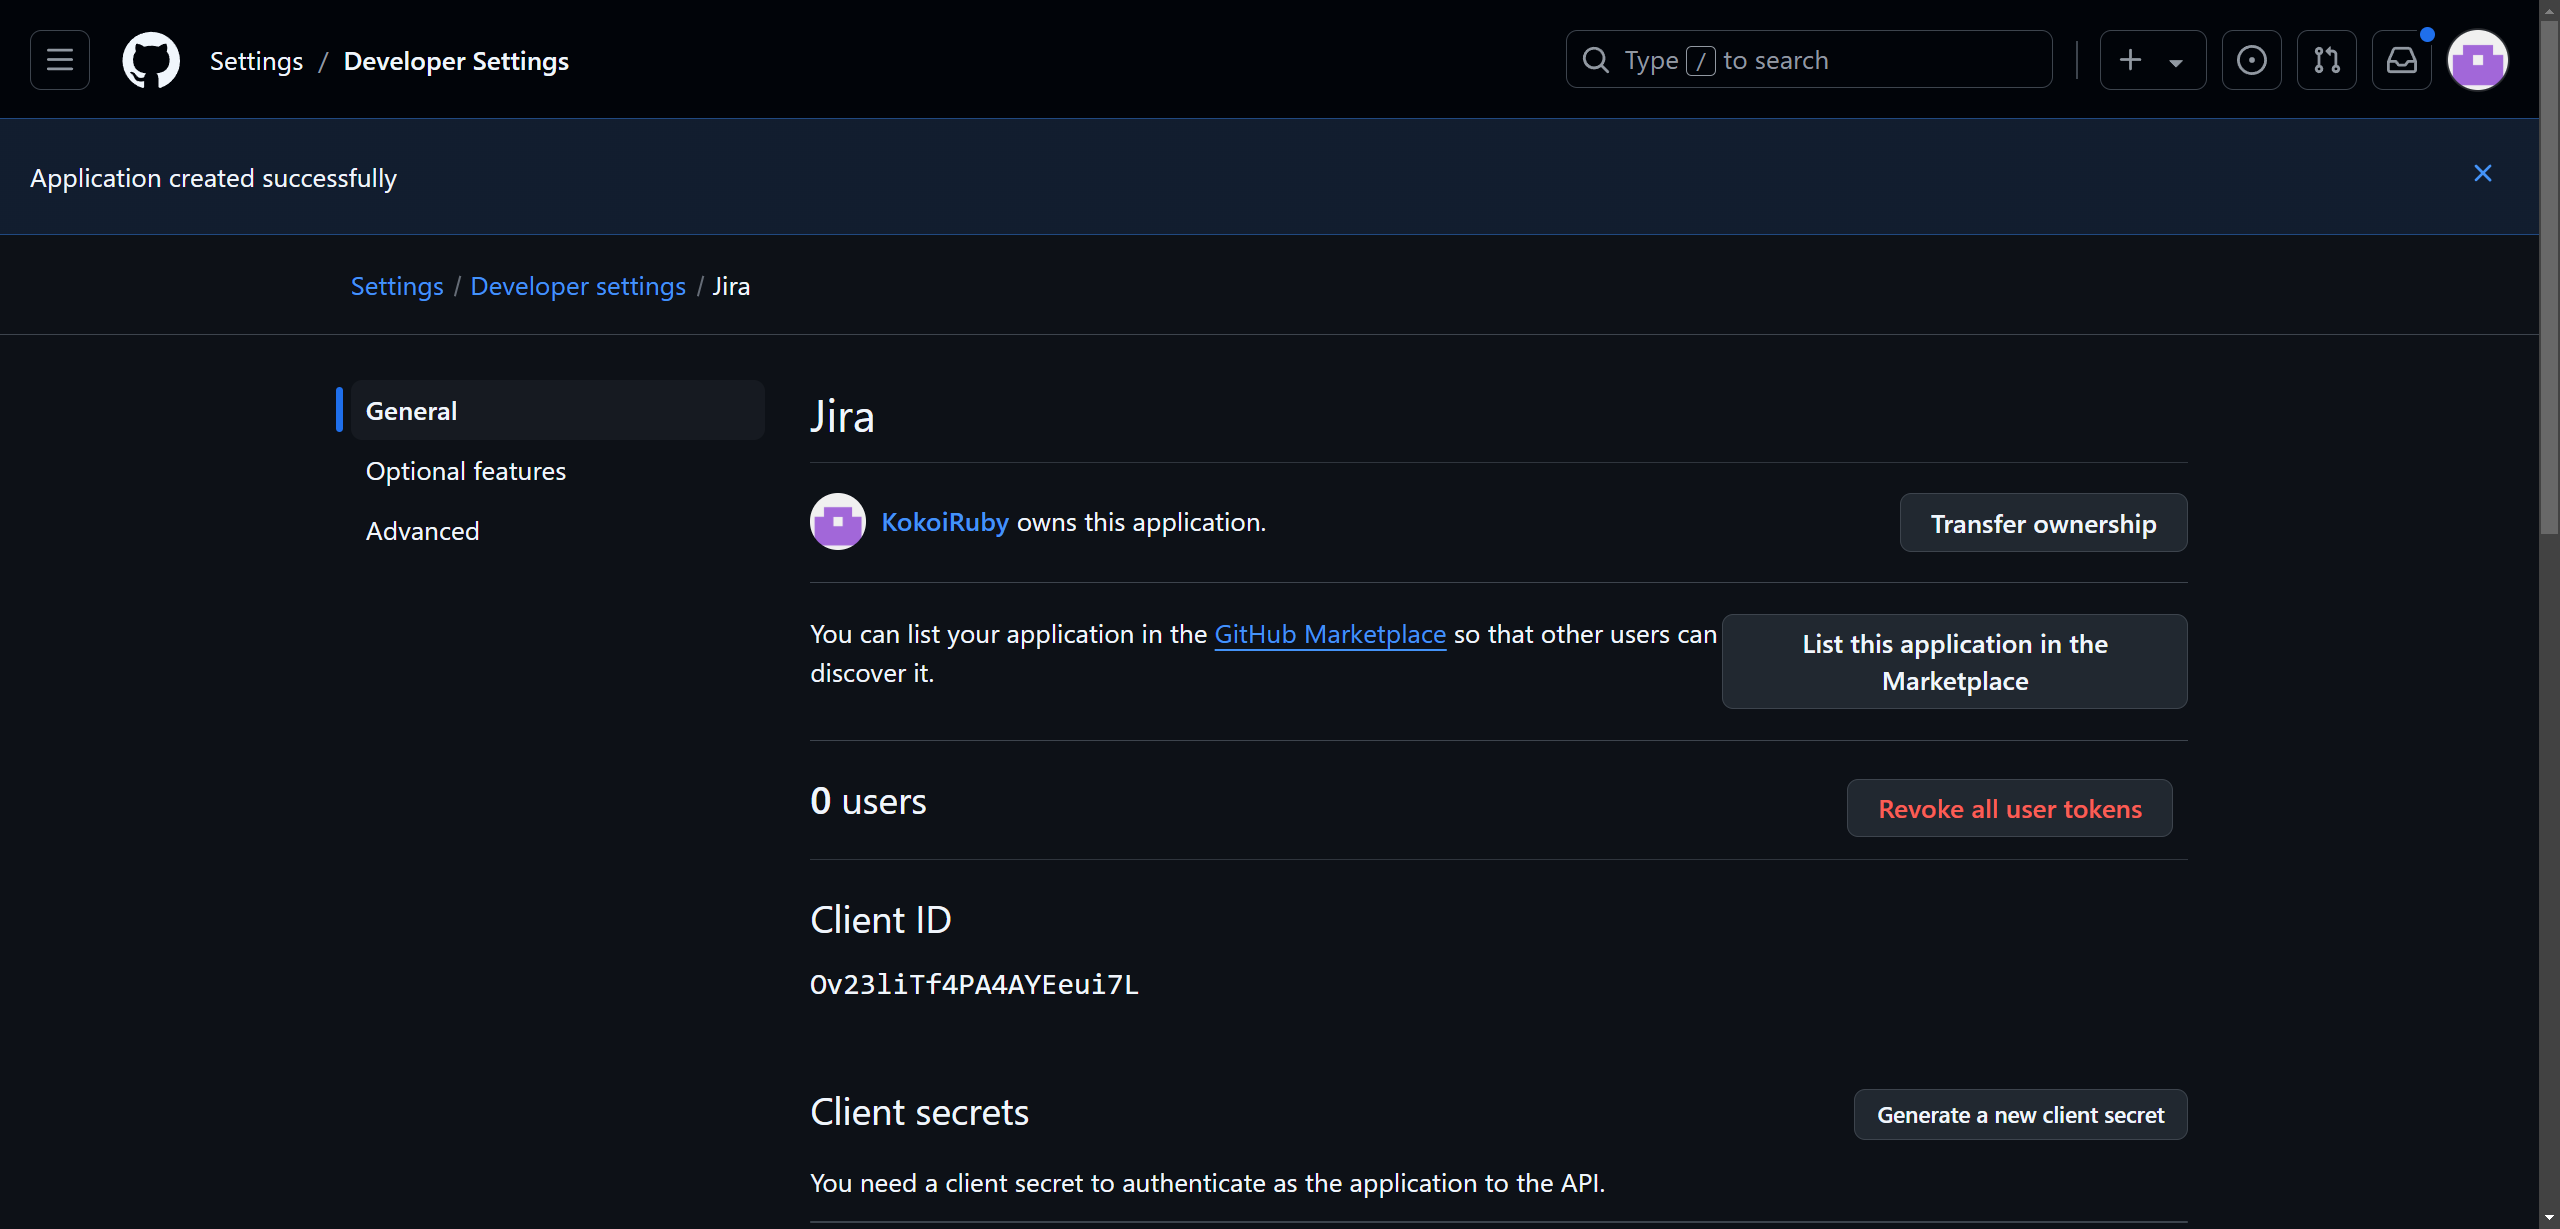 Settings / Developer Settings
Type / to search
Application created successfully
Settings / Developer settings / Jira
General
Optional features
Advanced
Jira
KokoiRuby owns this application.
Transfer ownership
You can list your application in the GitHub Marketplace so that other users can
discover it.
List this application in the
Marketplace
0 users
Revoke all user tokens
Client ID
Ov23liTf4PA4AYEeui7L
Client secrets
Generate a new client secret
You need a client secret to authenticate as the application to the API.